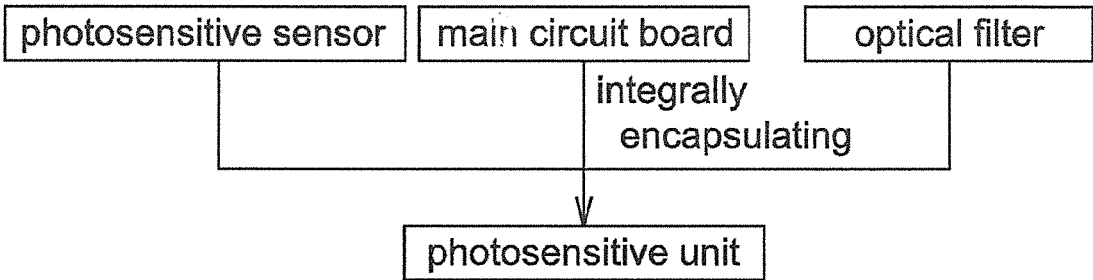 photosensitive sensor
main circuit board
optical filter
integrally
encapsulating
photosensitive unit